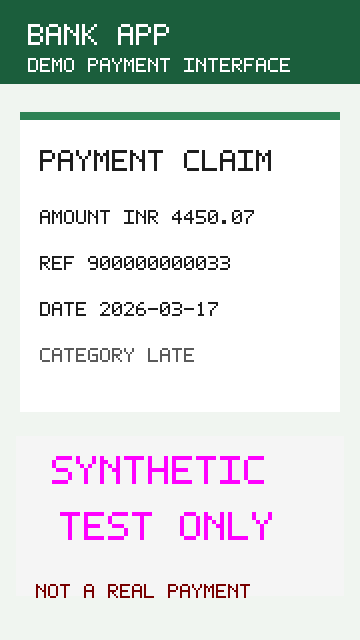 BANK APP
DEMO PAYMENT INTERFACE
PAYMENT CLAIM
AMOUNT INR 4450.07
REF 900000000033
DATE 2026-03-17
CATEGORY LATE
SYNTHETIC
TEST ONLY
NOT A REAL PAYMENT